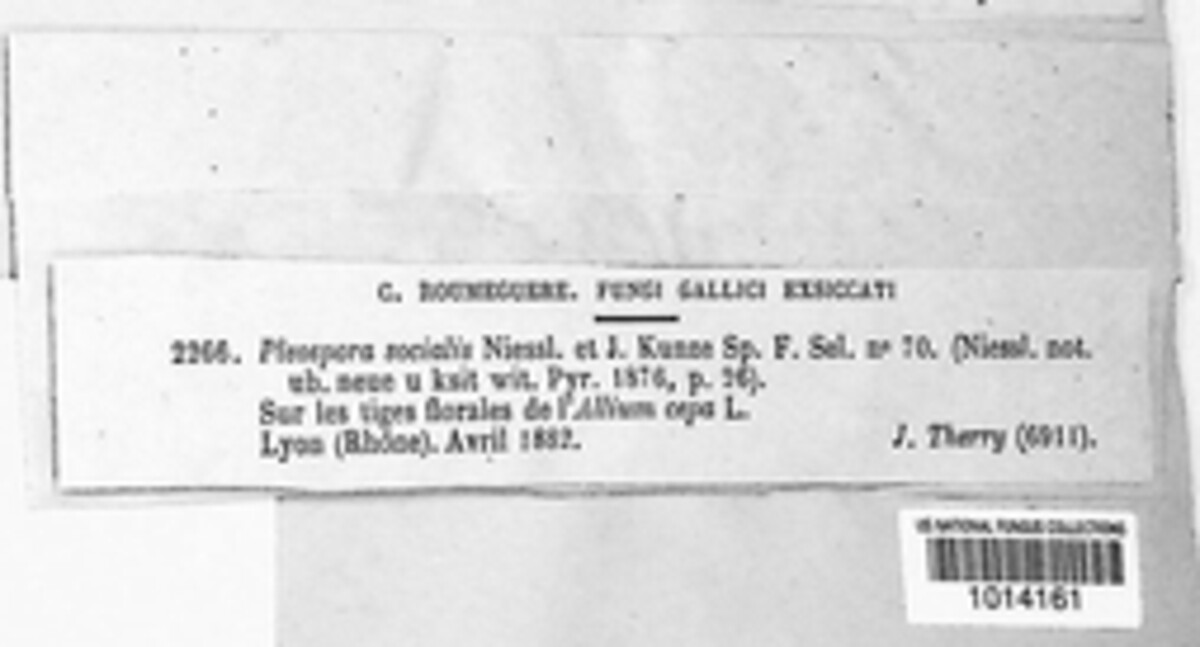 C. ROUMEGUERE. FUNGI GALLICI EXSICCATI
2266. Pleospora socialis Niessl. et J. Kunze Sp. F. Sel. nº 70. (Niessl. not.
ub. neue u ksit wit. Pyr. 1876, p. 26).
Sur les tiges florales de l'Allium cepa L.
Lyon (Rhône). Avril 1882.
J. Therry (6911).
US NATIONAL FUNGUS COLLECTIONS
1014161